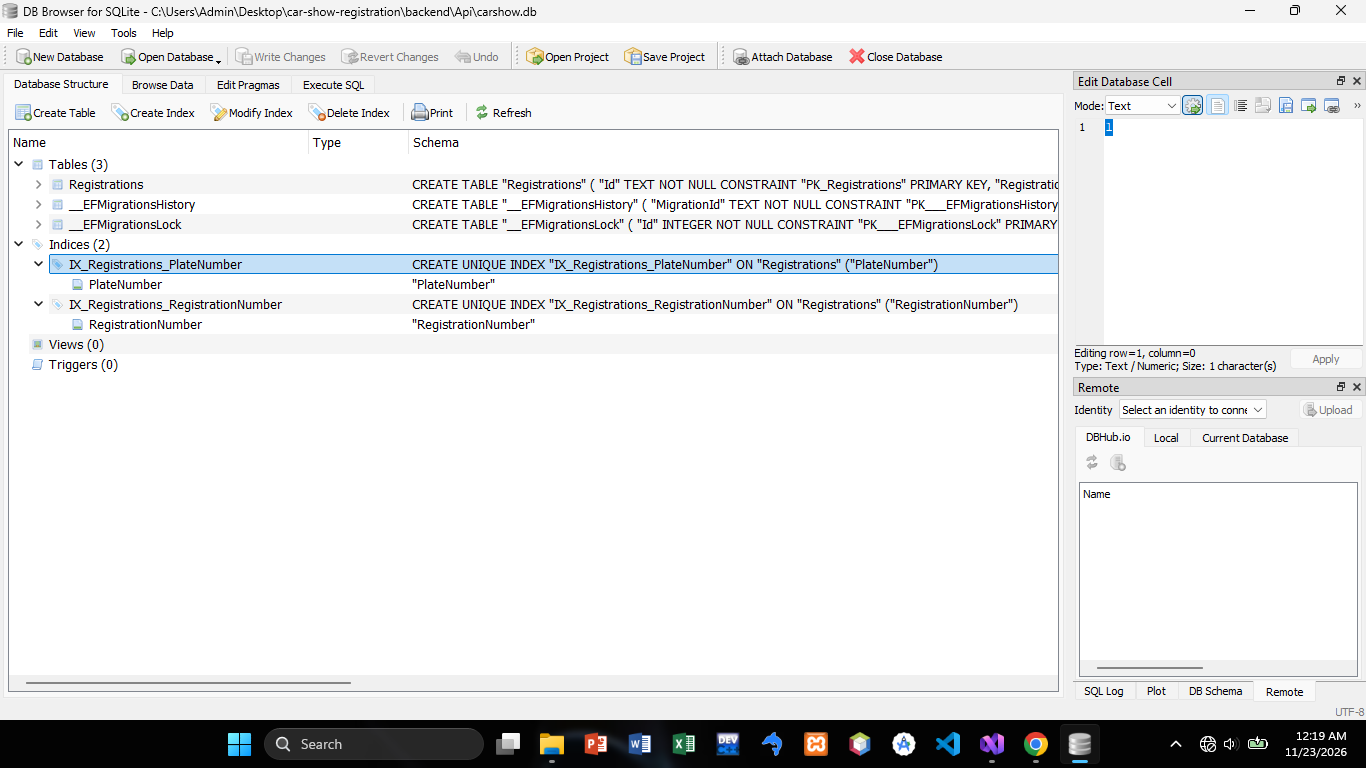 DB Browser for SQLite - C:\Users\Admin\Desktop\car-show-registration\backend\Api\carshow.db
File Edit View Tools Help
New Database Open Database Write Changes Revert Changes Undo Open Project Save Project Attach Database Close Database
Database Structure Browse Data Edit Pragmas Execute SQL
Create Table Create Index Modify Index Delete Index Print Refresh
Name Type Schema
Tables (3)
Registrations CREATE TABLE "Registrations" ( "Id" TEXT NOT NULL CONSTRAINT "PK_Registrations" PRIMARY KEY, "Registratio
__EFMigrationsHistory CREATE TABLE "__EFMigrationsHistory" ( "MigrationId" TEXT NOT NULL CONSTRAINT "PK___EFMigrationsHistory
__EFMigrationsLock CREATE TABLE "__EFMigrationsLock" ( "Id" INTEGER NOT NULL CONSTRAINT "PK___EFMigrationsLock" PRIMARY
Indices (2)
IX_Registrations_PlateNumber CREATE UNIQUE INDEX "IX_Registrations_PlateNumber" ON "Registrations" ("PlateNumber")
PlateNumber "PlateNumber"
IX_Registrations_RegistrationNumber CREATE UNIQUE INDEX "IX_Registrations_RegistrationNumber" ON "Registrations" ("RegistrationNumber")
RegistrationNumber "RegistrationNumber"
Views (0)
Triggers (0)
Edit Database Cell
Mode: Text
1 1
Editing row=1, column=0
Type: Text / Numeric; Size: 1 character(s)
Apply
Remote
Identity Select an identity to conne Upload
DBHub.io Local Current Database
Name
SQL Log Plot DB Schema Remote
UTF-8
Search
DEV
12:19 AM
11/23/2026